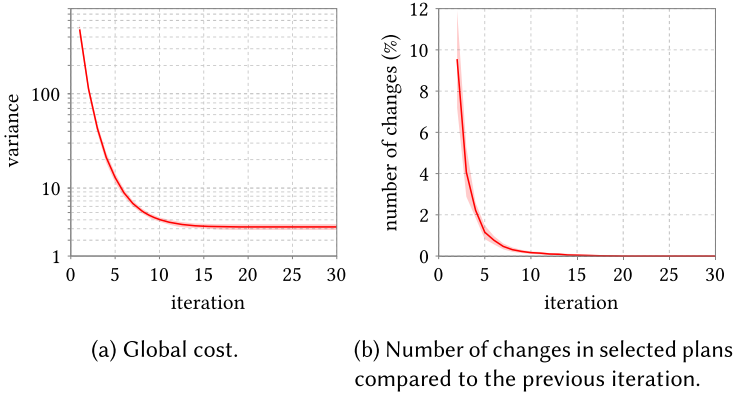 variance
100
10
1
0 5 10 15 20 25 30
iteration
(a) Global cost.
number of changes (%)
12
10
8
6
4
2
0
0 5 10 15 20 25 30
iteration
(b) Number of changes in selected plans
compared to the previous iteration.